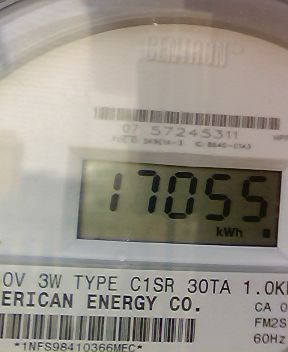 CENTRON
07 57245311
17055
kWh
0V 3W TYPE C1SR 30TA 1.0K
ERICAN ENERGY CO.
CA 0
FM2S
60Hz
*1NFS98410366MEC*